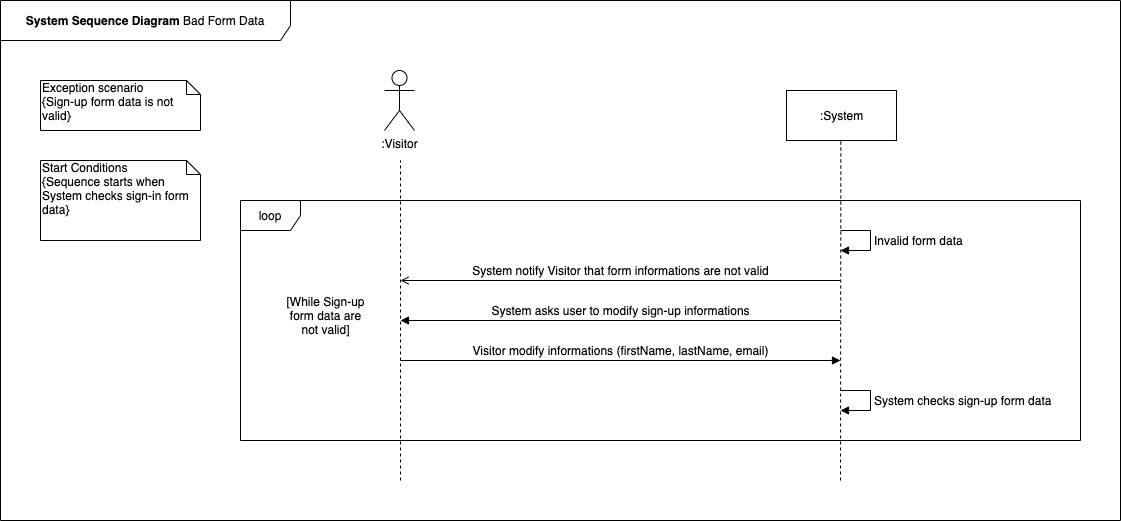 System Sequence Diagram Bad Form Data
Exception scenario
{Sign-up form data is not
valid}
:Visitor
:System
Start Conditions
{Sequence starts when
System checks sign-in form
data}
loop
Invalid form data
System notify Visitor that form informations are not valid
[While Sign-up
form data are
not valid]
System asks user to modify sign-up informations
Visitor modify informations (firstName, lastName, email)
System checks sign-up form data